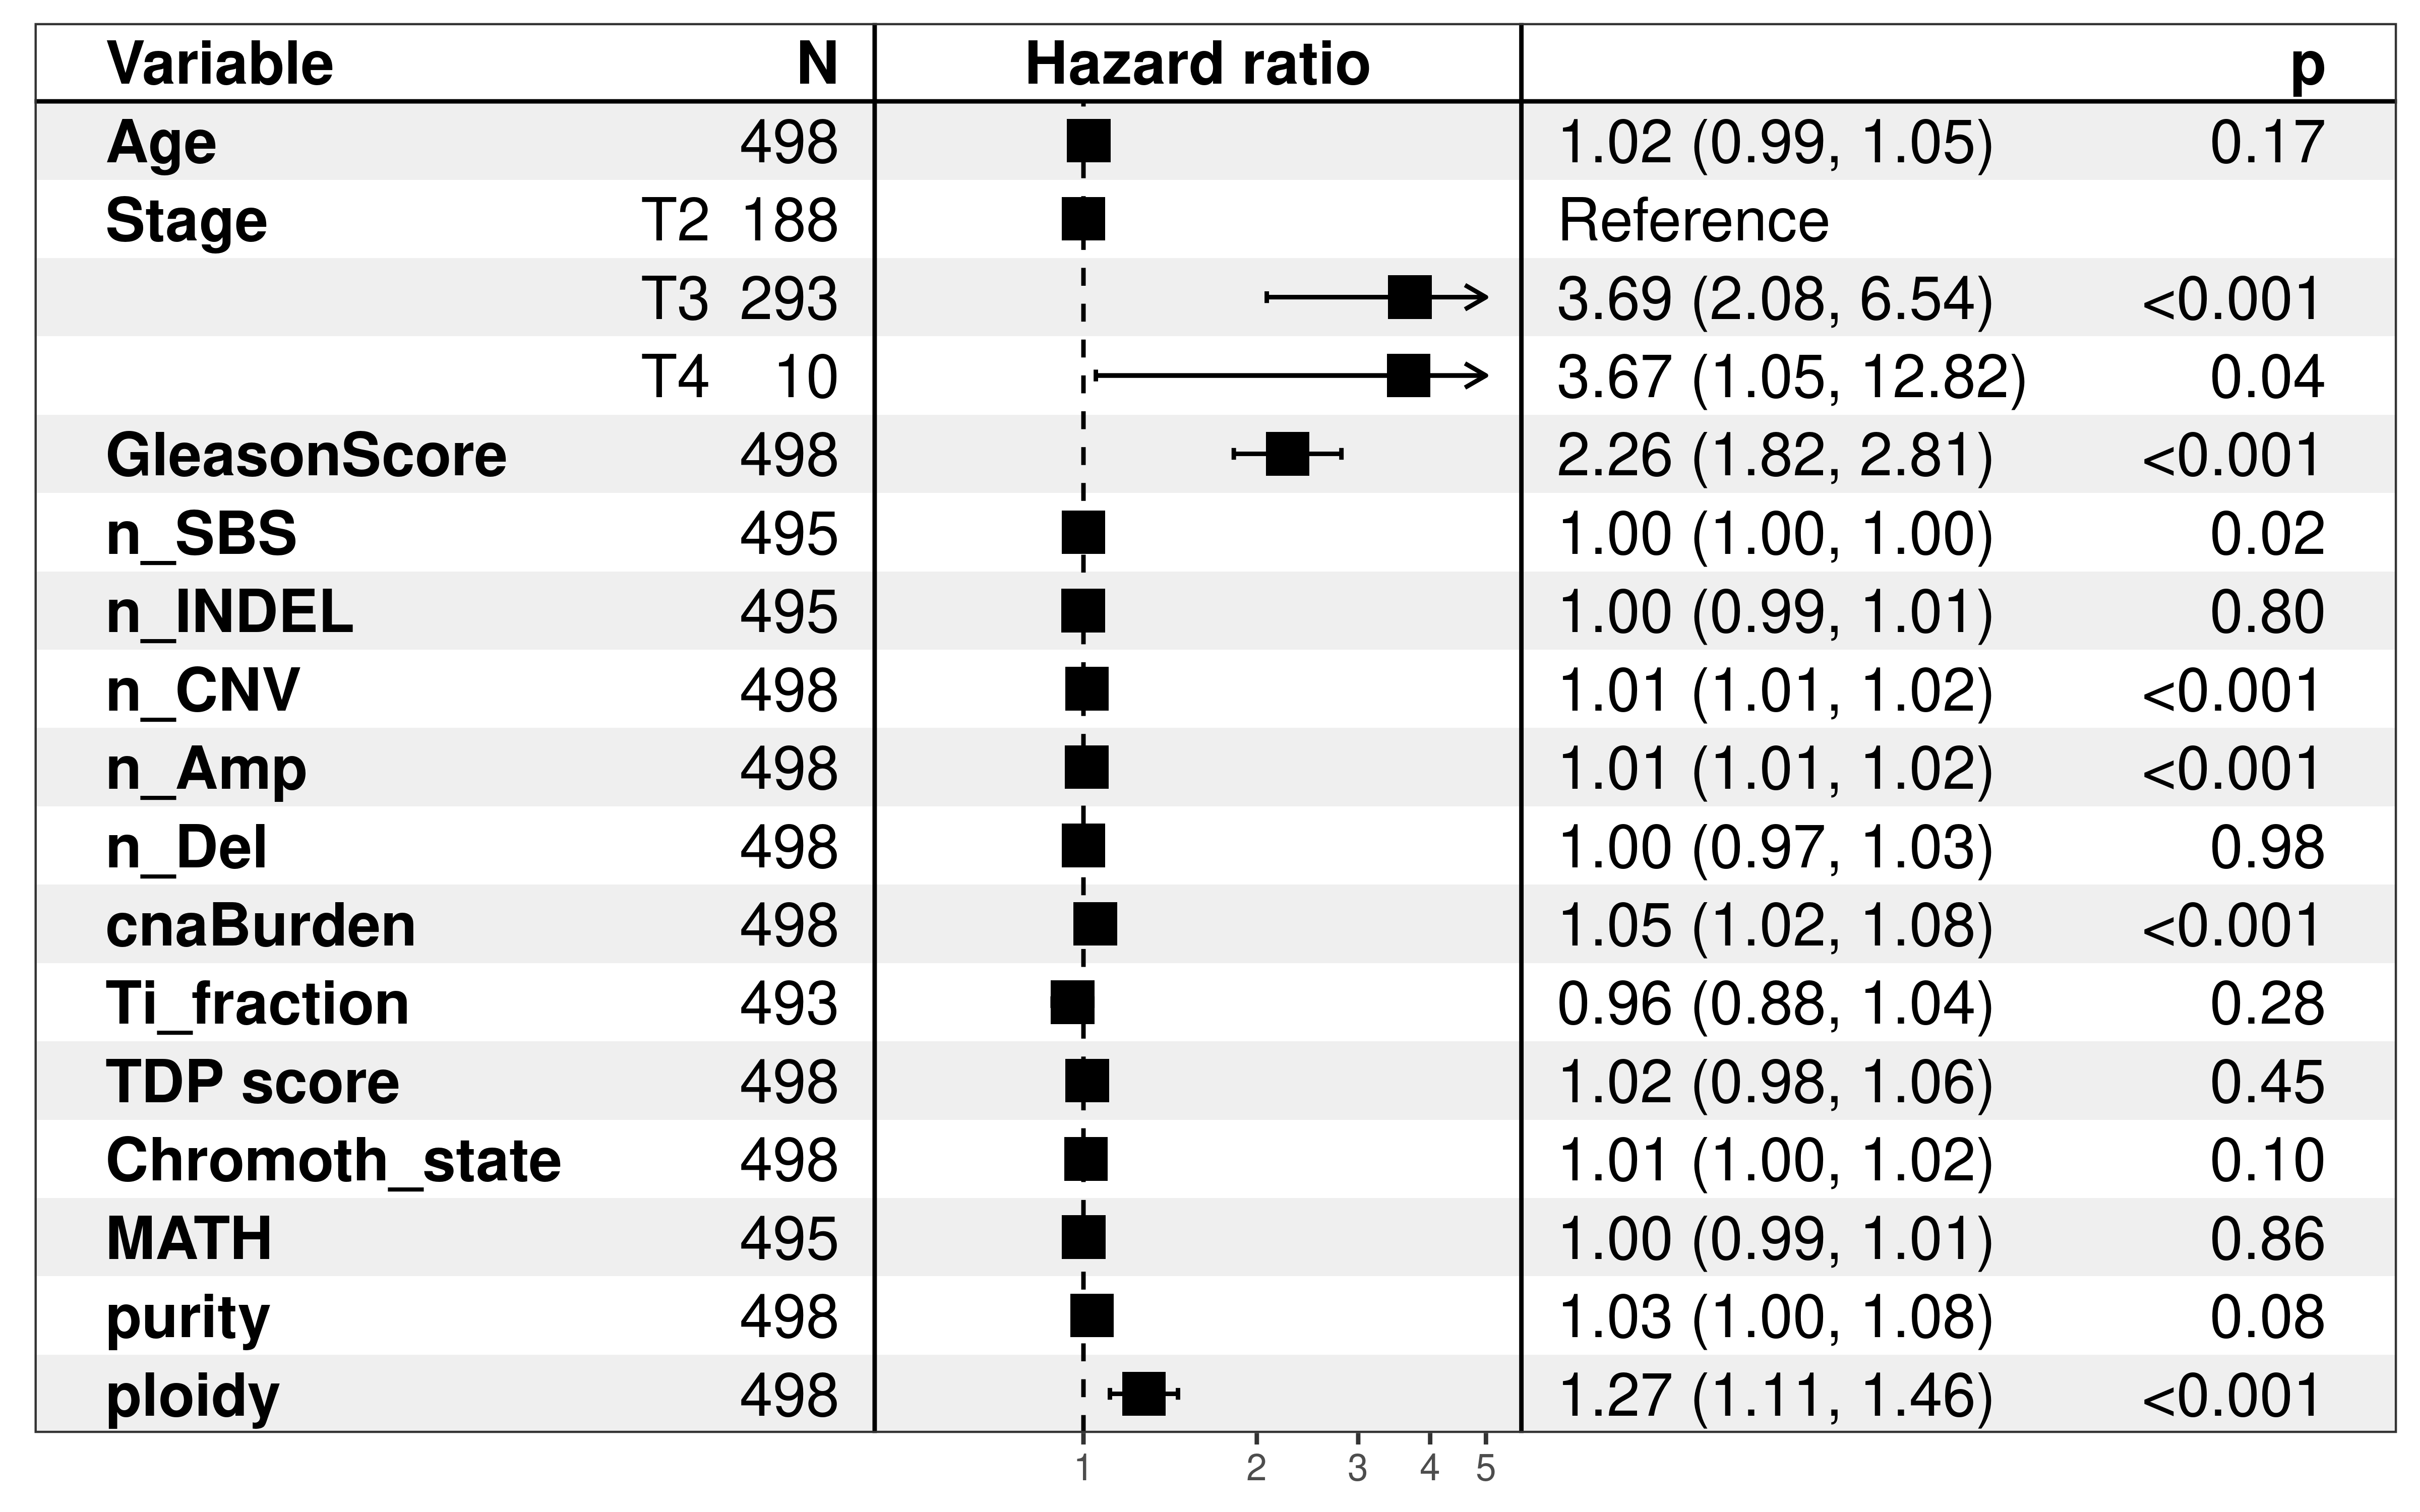 Variable N Hazard ratio p
Age 498 1.02 (0.99, 1.05) 0.17
Stage T2 188 Reference
T3 293 3.69 (2.08, 6.54) <0.001
T4 10 3.67 (1.05, 12.82) 0.04
GleasonScore 498 2.26 (1.82, 2.81) <0.001
n_SBS 495 1.00 (1.00, 1.00) 0.02
n_INDEL 495 1.00 (0.99, 1.01) 0.80
n_CNV 498 1.01 (1.01, 1.02) <0.001
n_Amp 498 1.01 (1.01, 1.02) <0.001
n_Del 498 1.00 (0.97, 1.03) 0.98
cnaBurden 498 1.05 (1.02, 1.08) <0.001
Ti_fraction 493 0.96 (0.88, 1.04) 0.28
TDP score 498 1.02 (0.98, 1.06) 0.45
Chromoth_state 498 1.01 (1.00, 1.02) 0.10
MATH 495 1.00 (0.99, 1.01) 0.86
purity 498 1.03 (1.00, 1.08) 0.08
ploidy 498 1.27 (1.11, 1.46) <0.001
1 2 3 4 5